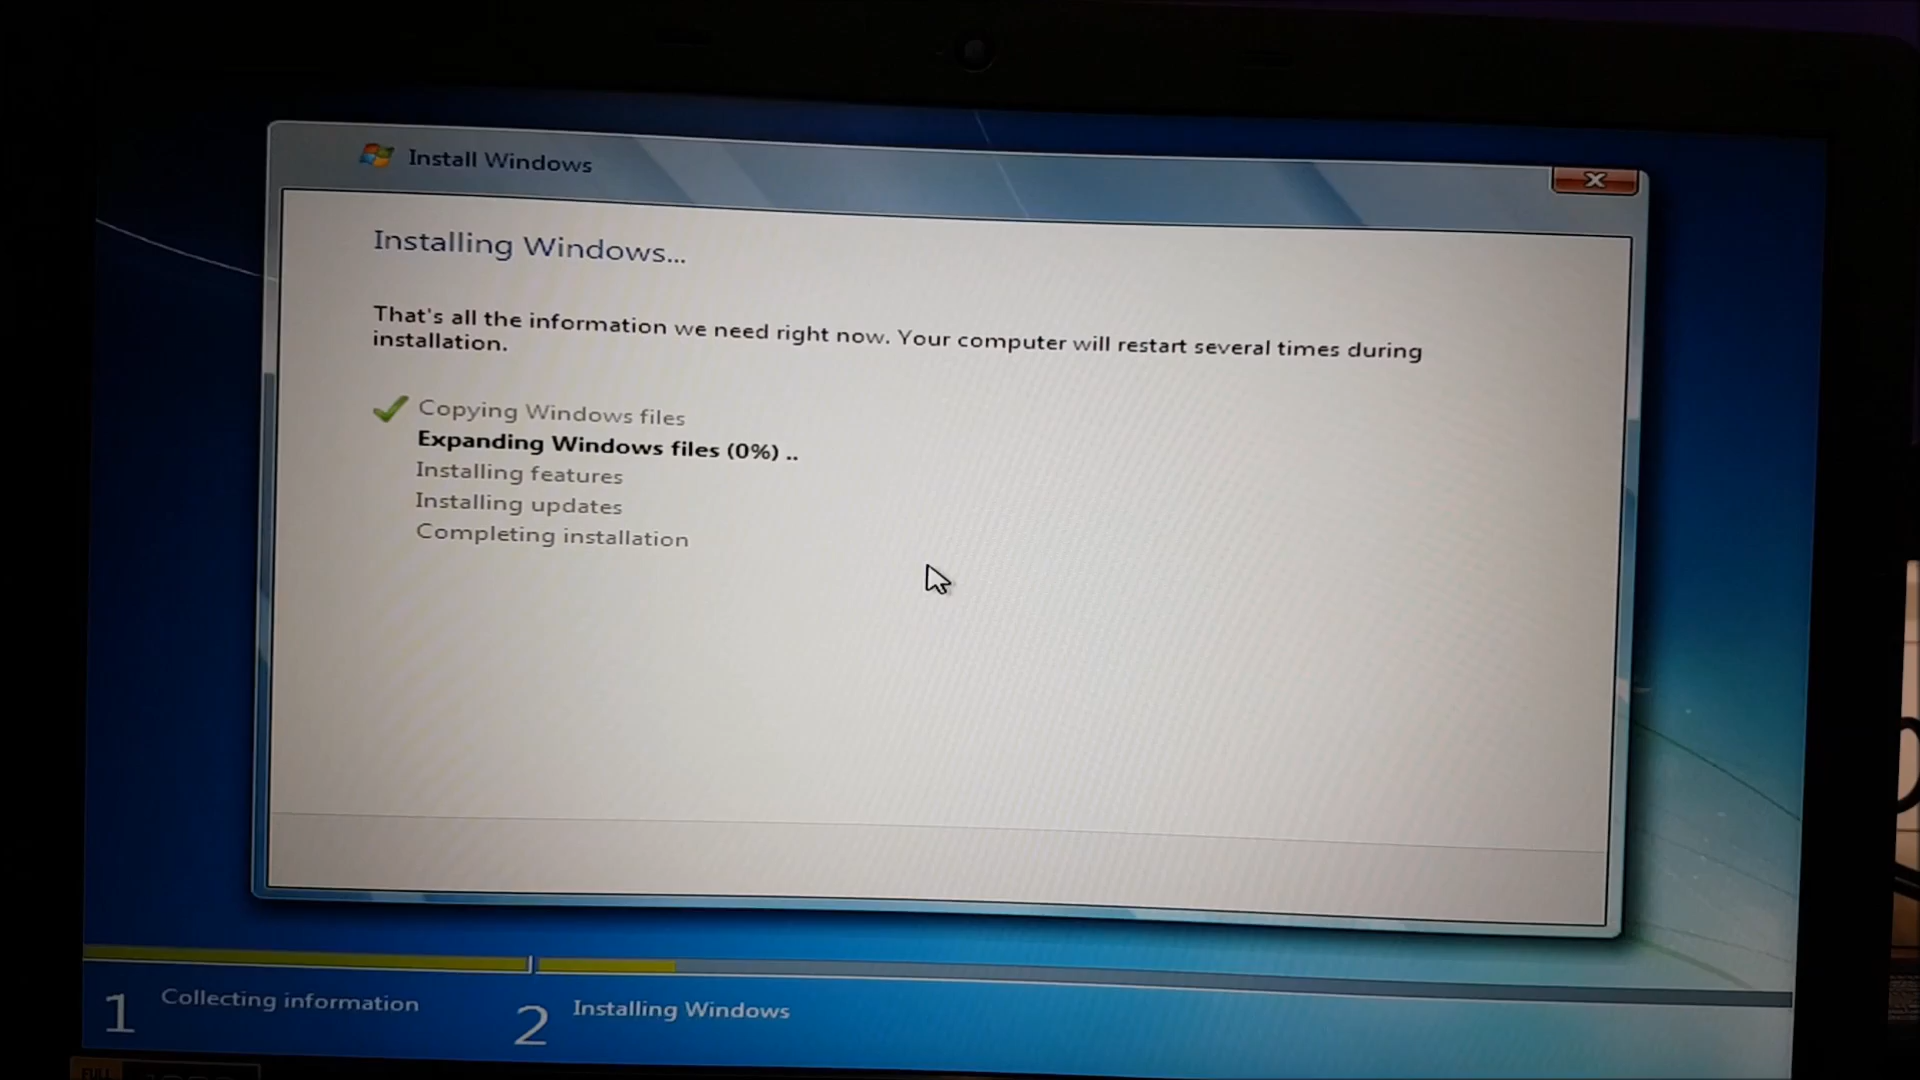 Install Windows
Installing Windows...
That's all the information we need right now. Your computer will restart several times during
installation.
Copying Windows files
Expanding Windows files (0%) ..
Installing features
Installing updates
Completing installation
1 Collecting information
2 Installing Windows
FULL